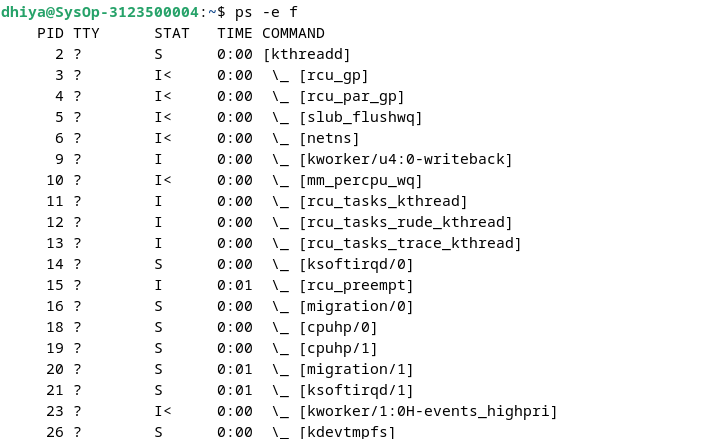 dhiya@SysOp-3123500004:~$ ps -e f
    PID TTY      STAT   TIME COMMAND
      2 ?        S      0:00 [kthreadd]
      3 ?        I<     0:00  \_ [rcu_gp]
      4 ?        I<     0:00  \_ [rcu_par_gp]
      5 ?        I<     0:00  \_ [slub_flushwq]
      6 ?        I<     0:00  \_ [netns]
      9 ?        I      0:00  \_ [kworker/u4:0-writeback]
     10 ?        I<     0:00  \_ [mm_percpu_wq]
     11 ?        I      0:00  \_ [rcu_tasks_kthread]
     12 ?        I      0:00  \_ [rcu_tasks_rude_kthread]
     13 ?        I      0:00  \_ [rcu_tasks_trace_kthread]
     14 ?        S      0:00  \_ [ksoftirqd/0]
     15 ?        I      0:01  \_ [rcu_preempt]
     16 ?        S      0:00  \_ [migration/0]
     18 ?        S      0:00  \_ [cpuhp/0]
     19 ?        S      0:00  \_ [cpuhp/1]
     20 ?        S      0:01  \_ [migration/1]
     21 ?        S      0:01  \_ [ksoftirqd/1]
     23 ?        I<     0:00  \_ [kworker/1:0H-events_highpri]
     26 ?        S      0:00  \_ [kdevtmpfs]